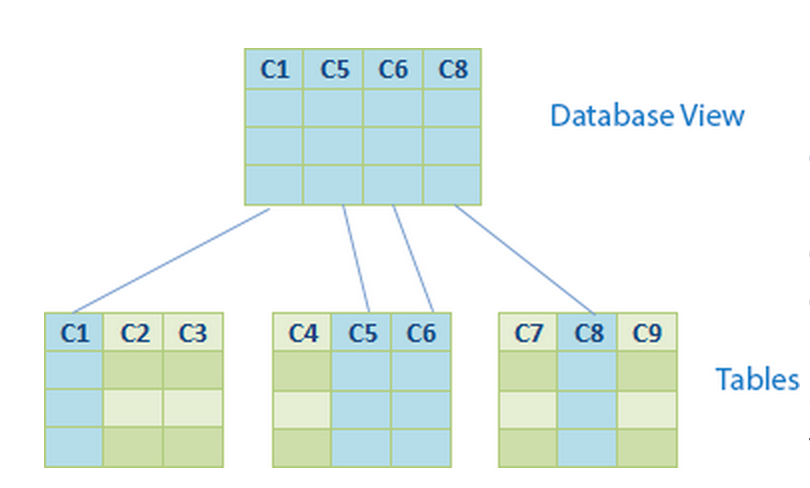 C1 C5 C6 C8
Database View
C1 C2 C3 C4 C5 C6 C7 C8 C9
Tables